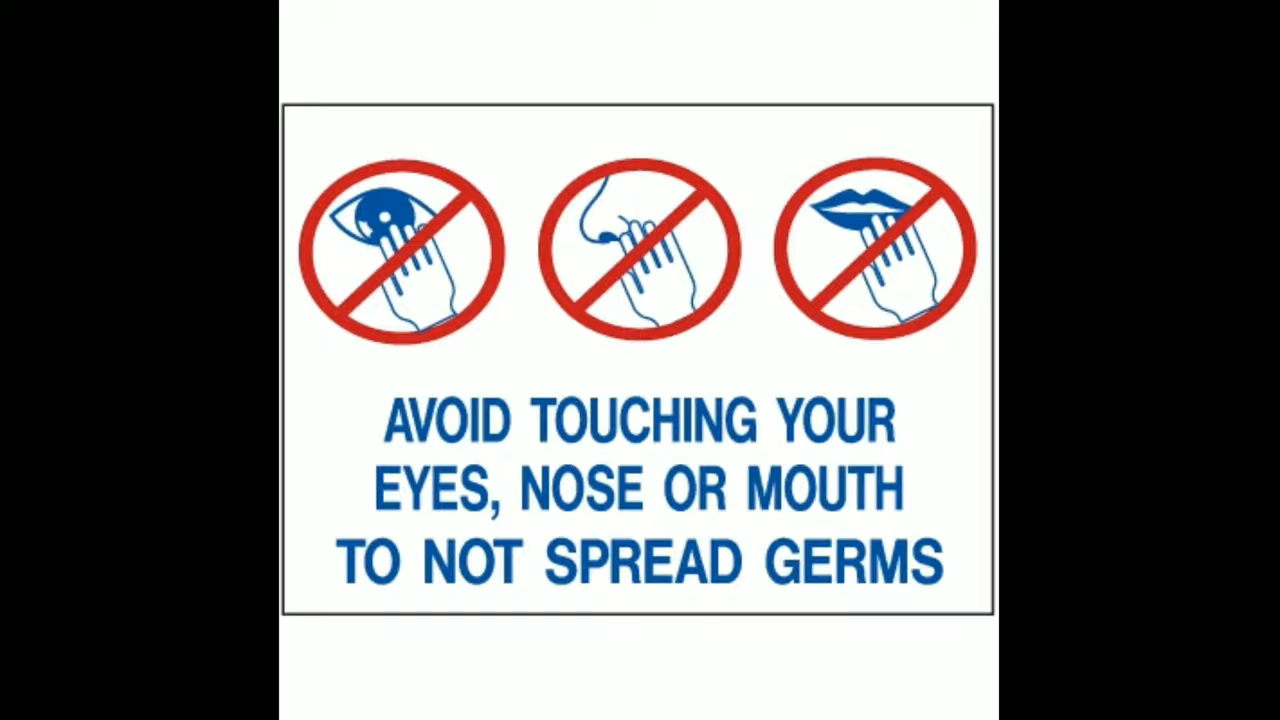 AVOID TOUCHING YOUR
EYES, NOSE OR MOUTH
TO NOT SPREAD GERMS